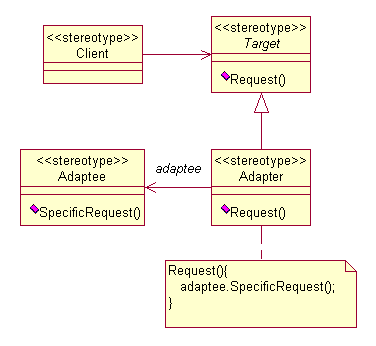 <<stereotype>>
Client
<<stereotype>>
Target
Request()
<<stereotype>>
Adaptee
SpecificRequest()
adaptee
<<stereotype>>
Adapter
Request()
Request(){
adaptee.SpecificRequest();
}